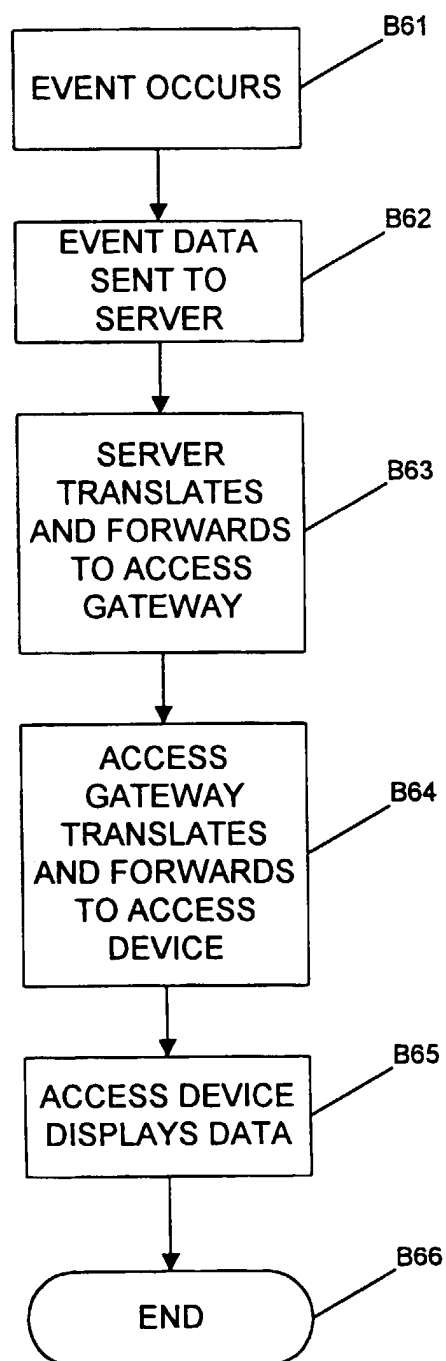 B61
EVENT OCCURS
B62
EVENT DATA
SENT TO
SERVER
B63
SERVER
TRANSLATES
AND FORWARDS
TO ACCESS
GATEWAY
B64
ACCESS
GATEWAY
TRANSLATES
AND FORWARDS
TO ACCESS
DEVICE
B65
ACCESS DEVICE
DISPLAYS DATA
B66
END